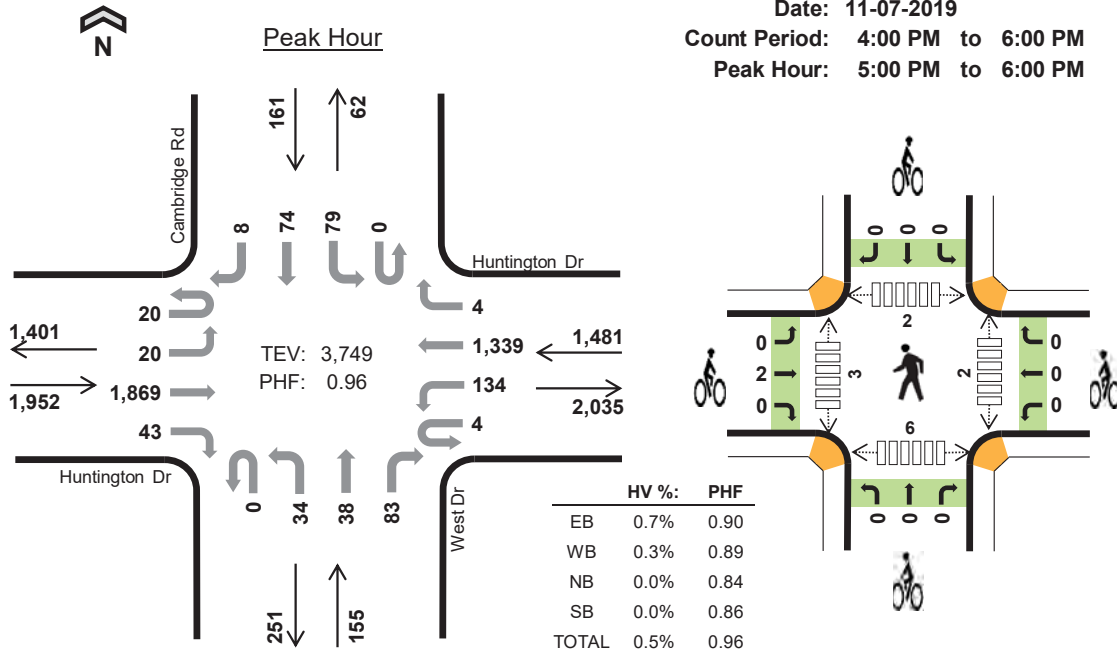 N
Peak Hour
Date: 11-07-2019
Count Period: 4:00 PM to 6:00 PM
Peak Hour: 5:00 PM to 6:00 PM
Cambridge Rd
161
62
8
74
79
0
Huntington Dr
20
20
1,869
43
1,401
1,952
TEV: 3,749
PHF: 0.96
4
1,339
134
4
1,481
2,035
Huntington Dr
0
34
38
83
West Dr
251
155
HV %: PHF
EB 0.7% 0.90
WB 0.3% 0.89
NB 0.0% 0.84
SB 0.0% 0.86
TOTAL 0.5% 0.96
0 0 0
2
0
2
0
3
2
0
0
0
6
0 0 0